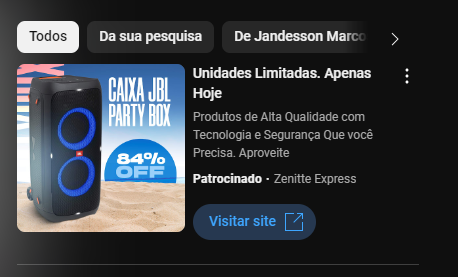 Todos
Da sua pesquisa
De Jandesson Marco
CAIXA JBL
PARTY BOX
84%
OFF
Unidades Limitadas. Apenas
Hoje
Produtos de Alta Qualidade com
Tecnologia e Segurança Que você
Precisa. Aproveite
Patrocinado · Zenitte Express
Visitar site